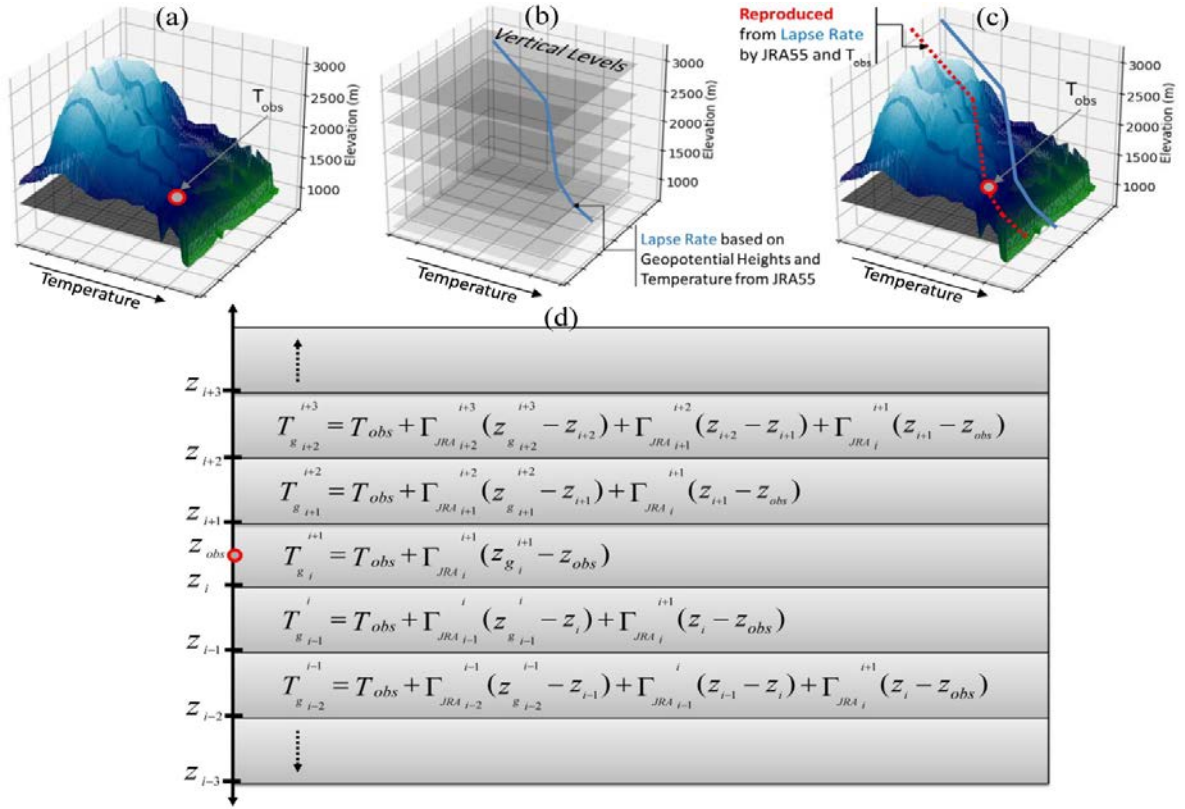 (a)
T_obs
3000
2500
2000
1500
1000
Elevation (m)
Temperature
(b)
Vertical Levels
3000
2500
2000
1500
1000
Elevation (m)
Lapse Rate based on
Geopotential Heights and
Temperature from JRA55
Temperature
Reproduced
from Lapse Rate
by JRA55 and T_obs
(c)
T_obs
3000
2500
2000
1500
1000
Elevation (m)
Temperature
(d)
z_{i+3}
T_{g_{i+2}}^{i+3} = T_{obs} + Γ_{JRA_{i+2}}^{i+3} (z_{g_{i+2}}^{i+3} − z_{i+2}) + Γ_{JRA_{i+1}}^{i+2} (z_{i+2} − z_{i+1}) + Γ_{JRA_i}^{i+1} (z_{i+1} − z_{obs})
z_{i+2}
T_{g_{i+1}}^{i+2} = T_{obs} + Γ_{JRA_{i+1}}^{i+2} (z_{g_{i+1}}^{i+2} − z_{i+1}) + Γ_{JRA_i}^{i+1} (z_{i+1} − z_{obs})
z_{i+1}
z_{obs}
T_{g_i}^{i+1} = T_{obs} + Γ_{JRA_i}^{i+1} (z_{g_i}^{i+1} − z_{obs})
z_i
T_{g_{i−1}}^{i} = T_{obs} + Γ_{JRA_{i−1}}^{i} (z_{g_{i−1}}^{i} − z_i) + Γ_{JRA_i}^{i+1} (z_i − z_{obs})
z_{i−1}
T_{g_{i−2}}^{i−1} = T_{obs} + Γ_{JRA_{i−2}}^{i−1} (z_{g_{i−2}}^{i−1} − z_{i−1}) + Γ_{JRA_{i−1}}^{i} (z_{i−1} − z_i) + Γ_{JRA_i}^{i+1} (z_i − z_{obs})
z_{i−2}
z_{i−3}